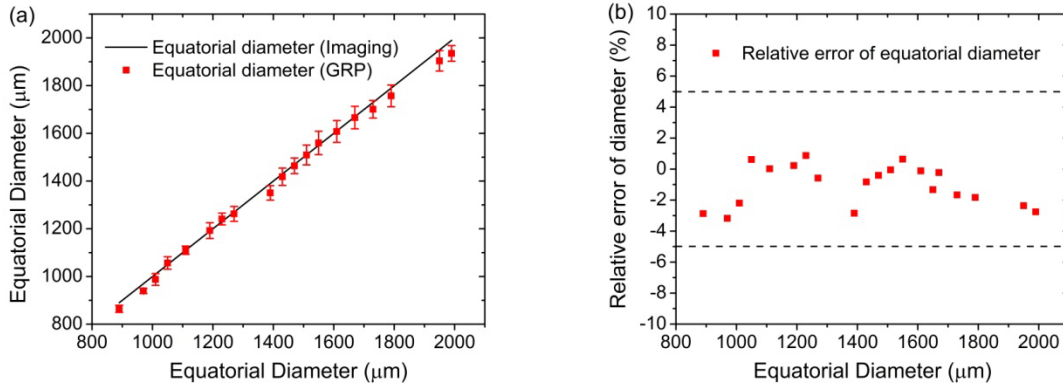 (a)
2000
1800
1600
1400
1200
1000
800
Equatorial Diameter (μm)
Equatorial diameter (Imaging)
Equatorial diameter (GRP)
800 1000 1200 1400 1600 1800 2000
Equatorial Diameter (μm)
(b)
10
8
6
4
2
0
-2
-4
-6
-8
-10
Relative error of diameter (%)
Relative error of equatorial diameter
800 1000 1200 1400 1600 1800 2000
Equatorial Diameter (μm)